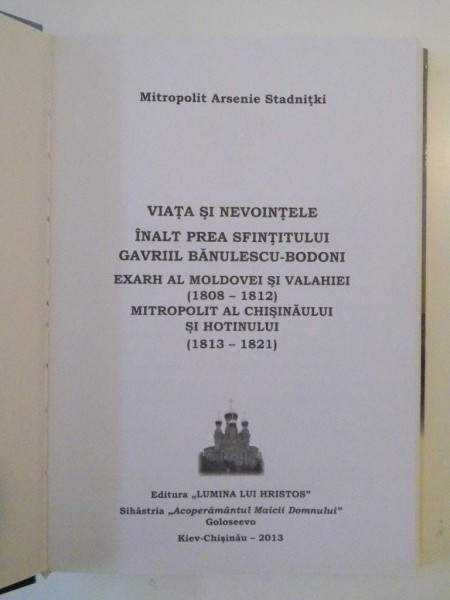 Mitropolit Arsenie Stadnițki
VIAȚA ȘI NEVOINȚELE
ÎNALT PREA SFINȚITULUI
GAVRIIL BĂNULESCU-BODONI
EXARH AL MOLDOVEI ȘI VALAHIEI
(1808 – 1812)
MITROPOLIT AL CHIȘINĂULUI
ȘI HOTINULUI
(1813 – 1821)
Editura „LUMINA LUI HRISTOS”
Sihăstria „Acoperământul Maicii Domnului”
Goloseevo
Kiev-Chișinău – 2013